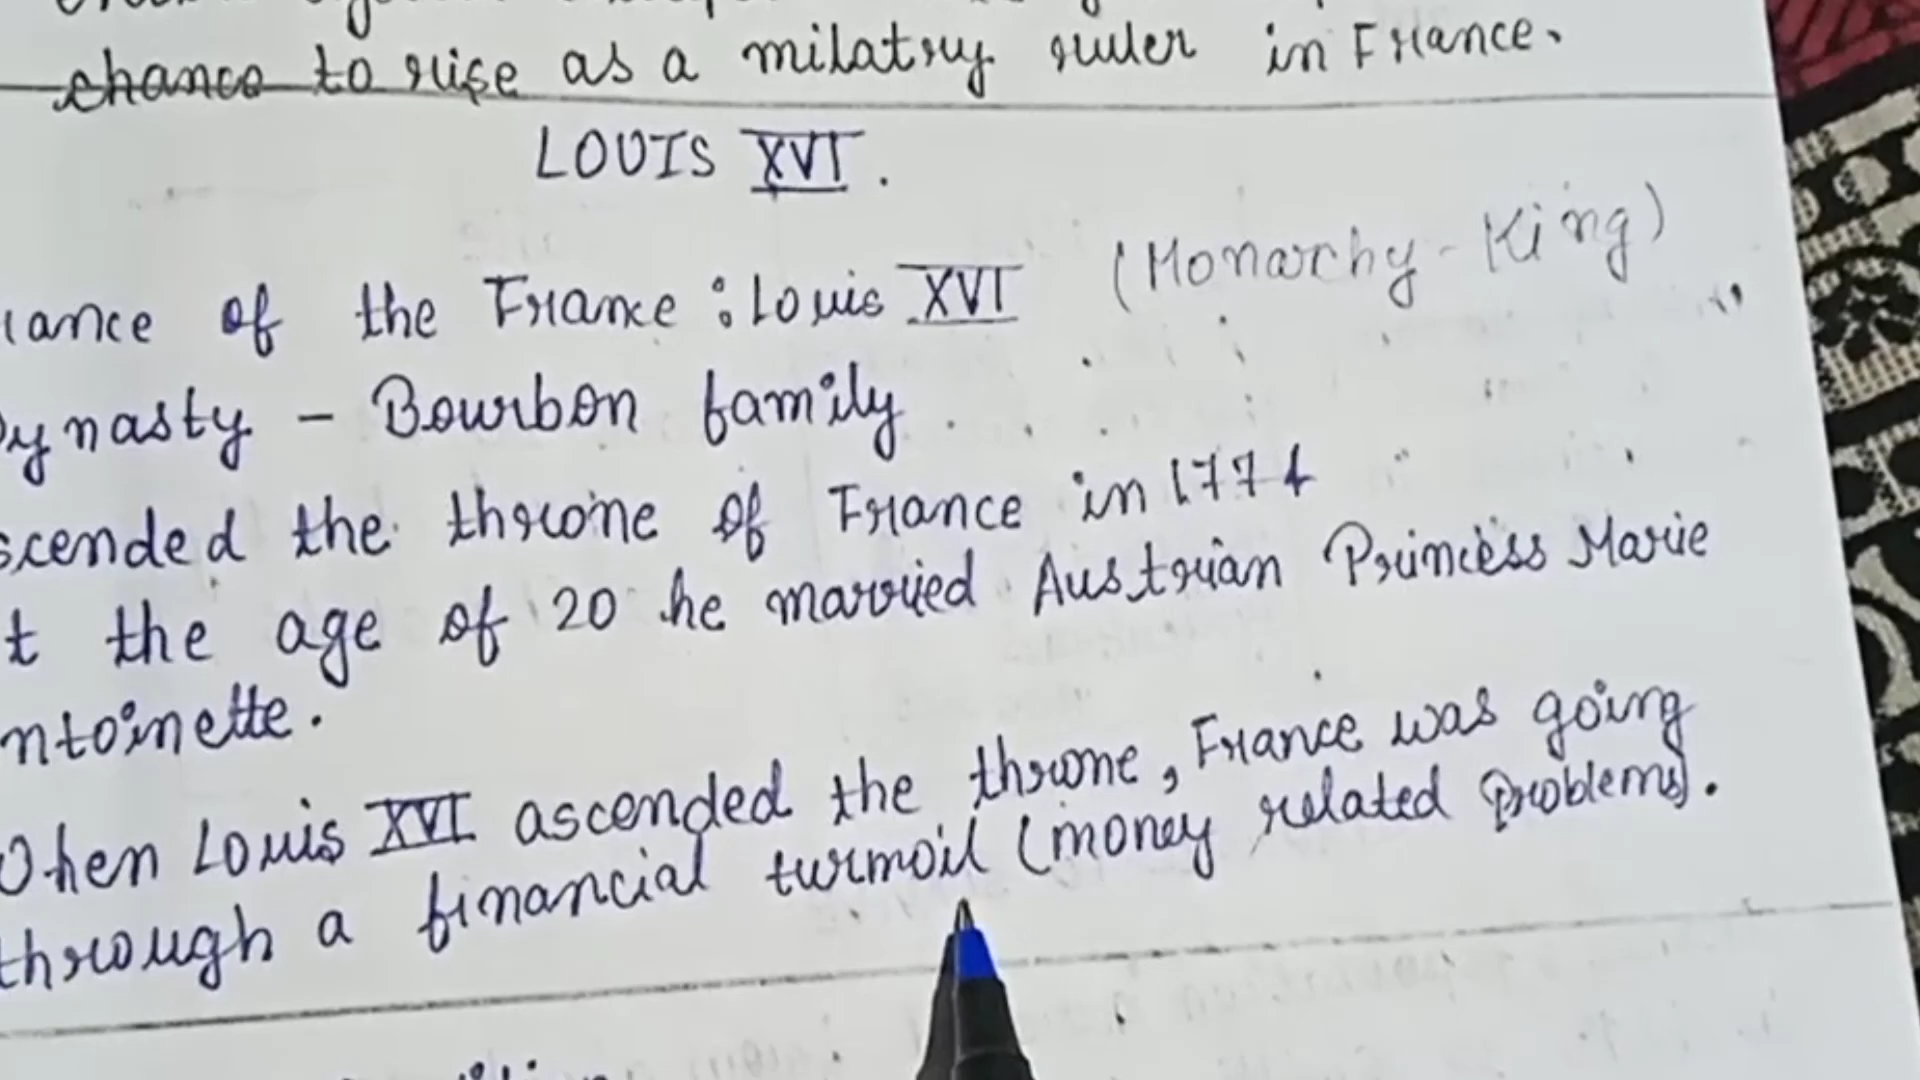 chance to rise as a milatry ruler in France.
LOUIS XVI.
iance of the France : Louis XVI (Monarchy - King)
Dynasty - Bourbon family
scended the throne of France in 1774
t the age of 20 he married Austrian Princess Marie
ntoinette.
When Louis XVI ascended the throne, France was going
through a financial turmoil (money related problems).